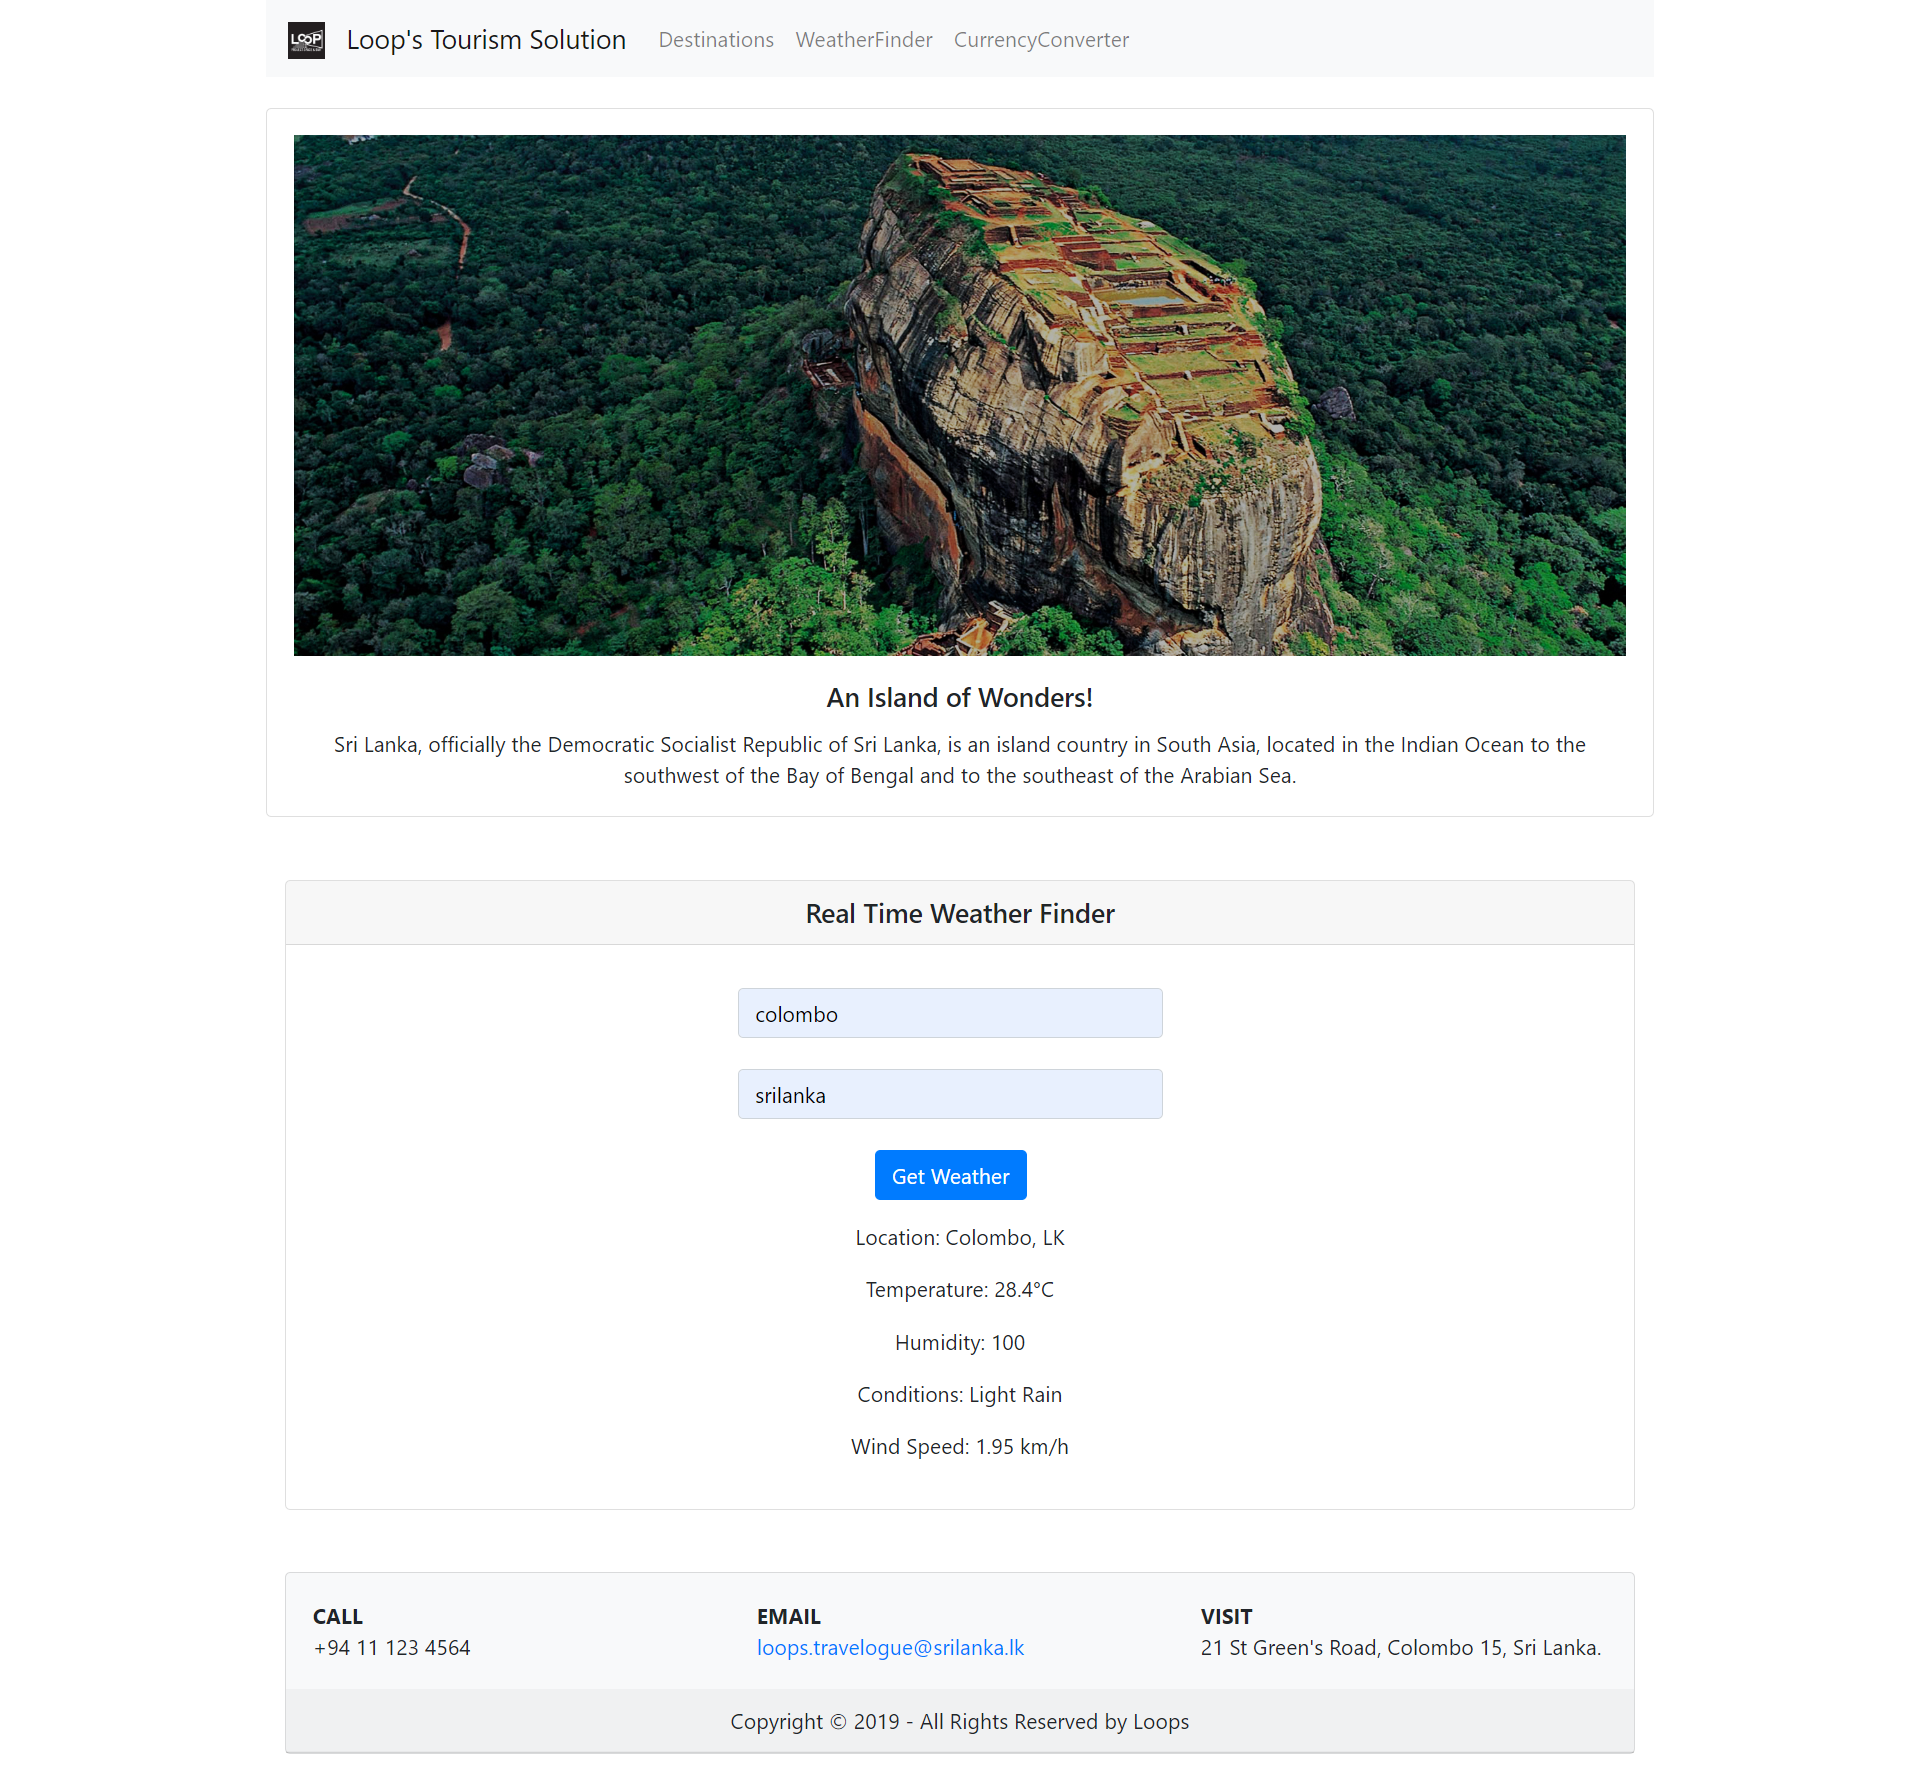 LOOP
Loop's Tourism Solution
Destinations
WeatherFinder
CurrencyConverter
An Island of Wonders!
Sri Lanka, officially the Democratic Socialist Republic of Sri Lanka, is an island country in South Asia, located in the Indian Ocean to the
southwest of the Bay of Bengal and to the southeast of the Arabian Sea.
Real Time Weather Finder
colombo
srilanka
Get Weather
Location: Colombo, LK
Temperature: 28.4°C
Humidity: 100
Conditions: Light Rain
Wind Speed: 1.95 km/h
CALL
+94 11 123 4564
EMAIL
loops.travelogue@srilanka.lk
VISIT
21 St Green's Road, Colombo 15, Sri Lanka.
Copyright © 2019 - All Rights Reserved by Loops